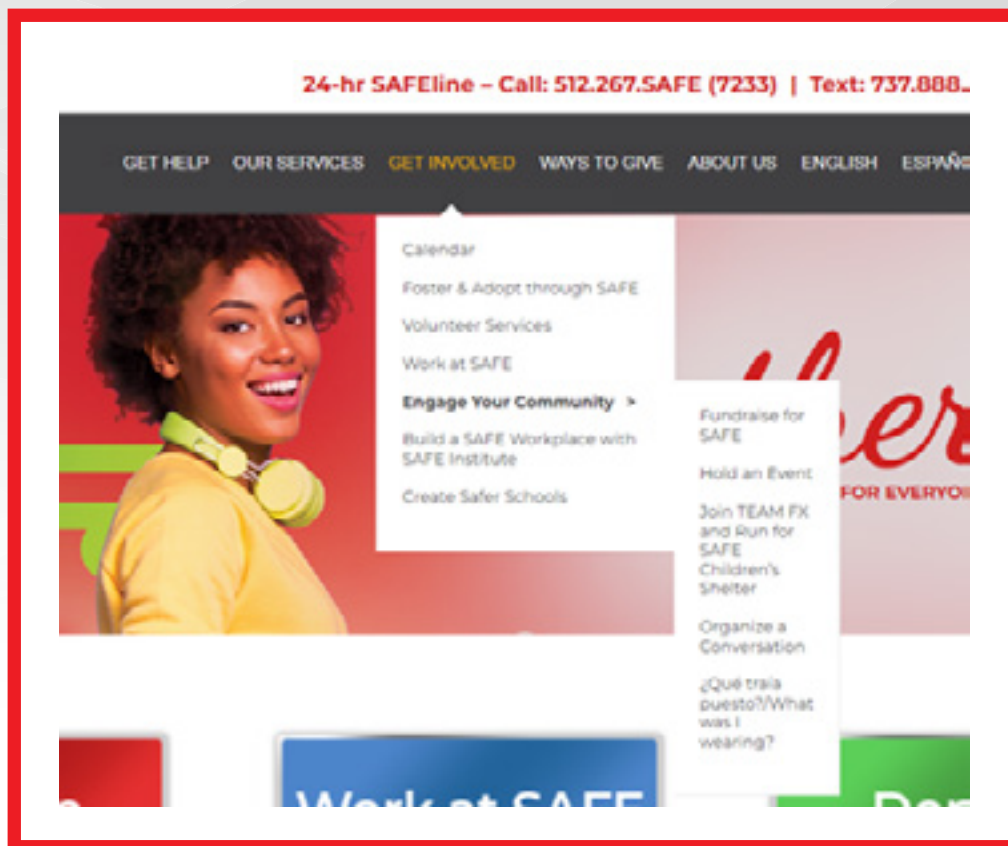 24-hr SAFEline – Call: 512.267.SAFE (7233) | Text: 737.888.
GET HELP OUR SERVICES GET INVOLVED WAYS TO GIVE ABOUT US ENGLISH ESPAÑO
Calendar
Foster & Adopt through SAFE
Volunteer Services
Work at SAFE
Engage Your Community >
Build a SAFE Workplace with
SAFE Institute
Create Safer Schools
Fundraise for
SAFE
Hold an Event
Join TEAM FX
and Run for
SAFE
Children's
Shelter
Organize a
Conversation
¿Qué traía
puesto?/What
was I
wearing?
her
FOR EVERYO
Work at SAFE